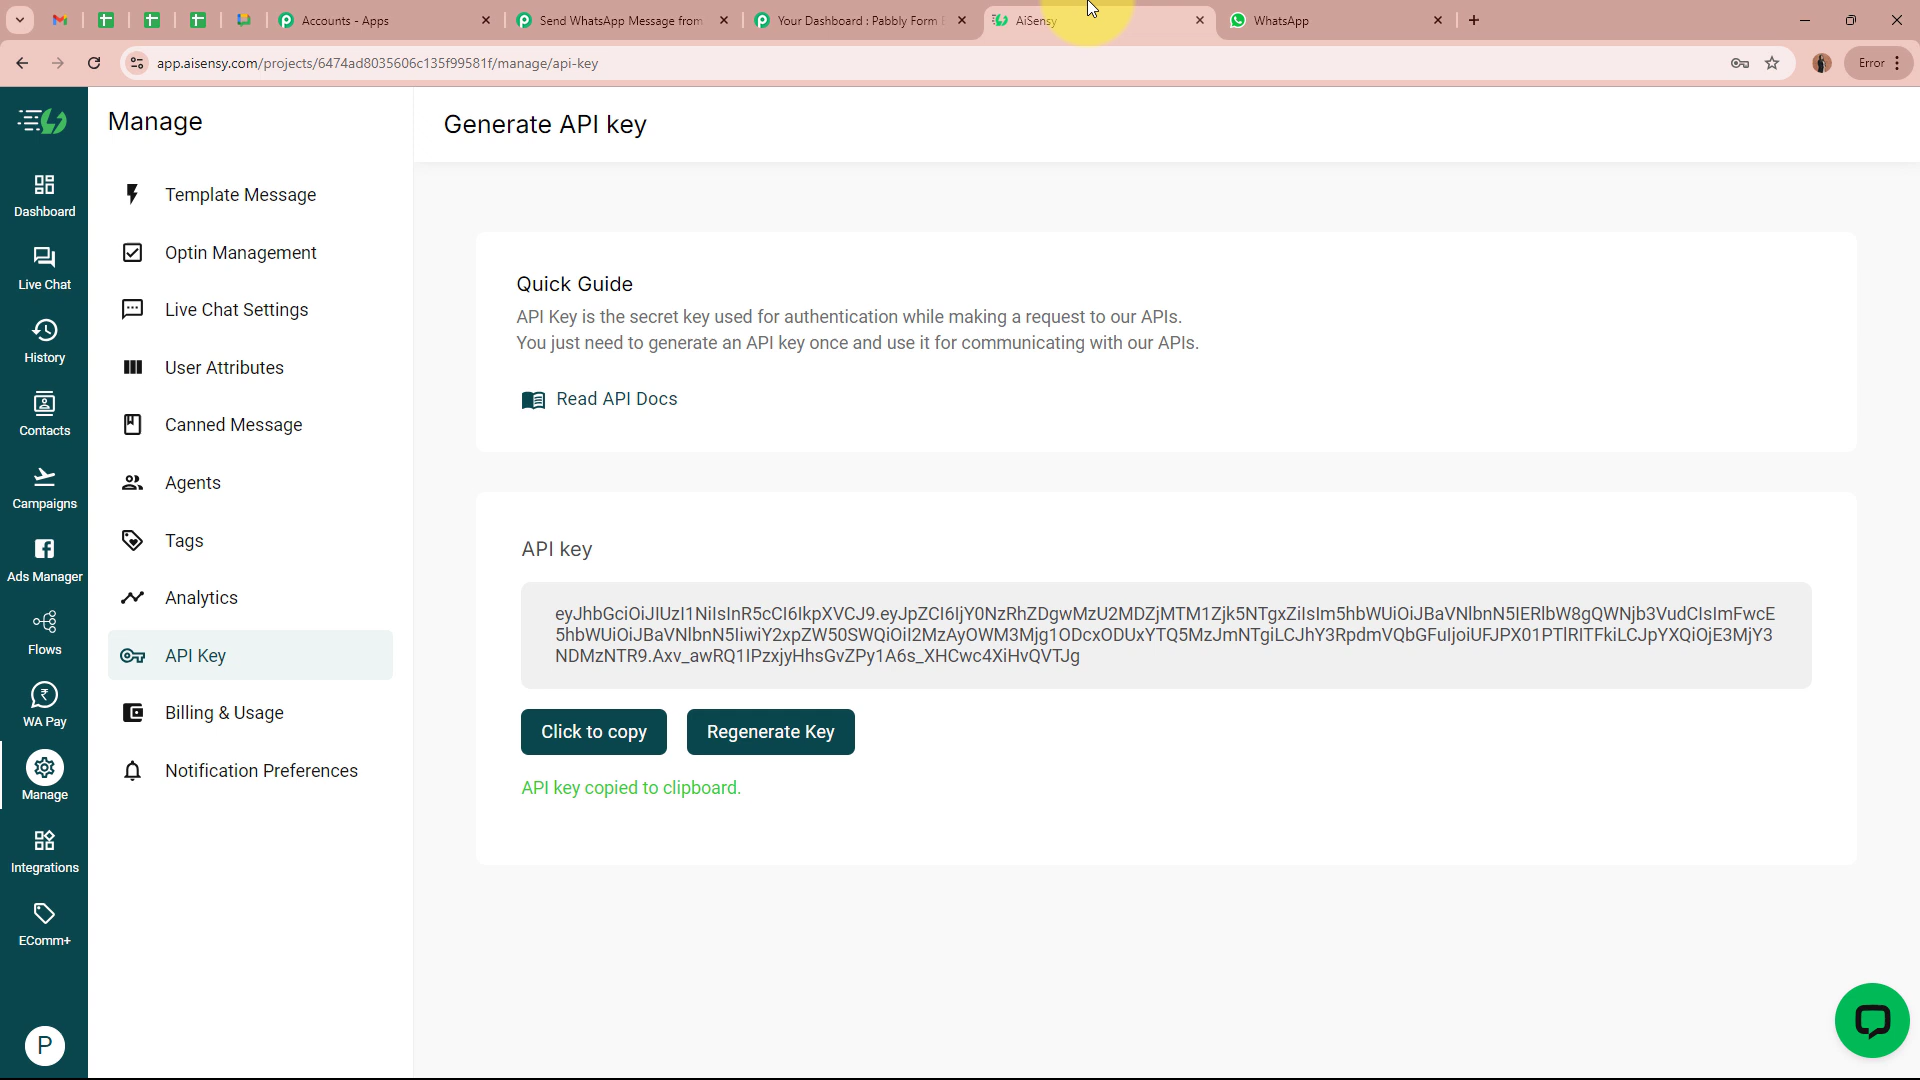 Accounts - Apps
Send WhatsApp Message from
Your Dashboard : Pabbly Form
AiSensy
WhatsApp
app.aisensy.com/projects/6474ad8035606c135f99581f/manage/api-key
Error
Manage
Generate API key
Dashboard
Live Chat
History
Contacts
Campaigns
Ads Manager
Flows
WA Pay
Manage
Integrations
EComm+
P
Template Message
Optin Management
Live Chat Settings
User Attributes
Canned Message
Agents
Tags
Analytics
API Key
Billing & Usage
Notification Preferences
Quick Guide
API Key is the secret key used for authentication while making a request to our APIs.
You just need to generate an API key once and use it for communicating with our APIs.
Read API Docs
API key
Click to copy
Regenerate Key
API key copied to clipboard.